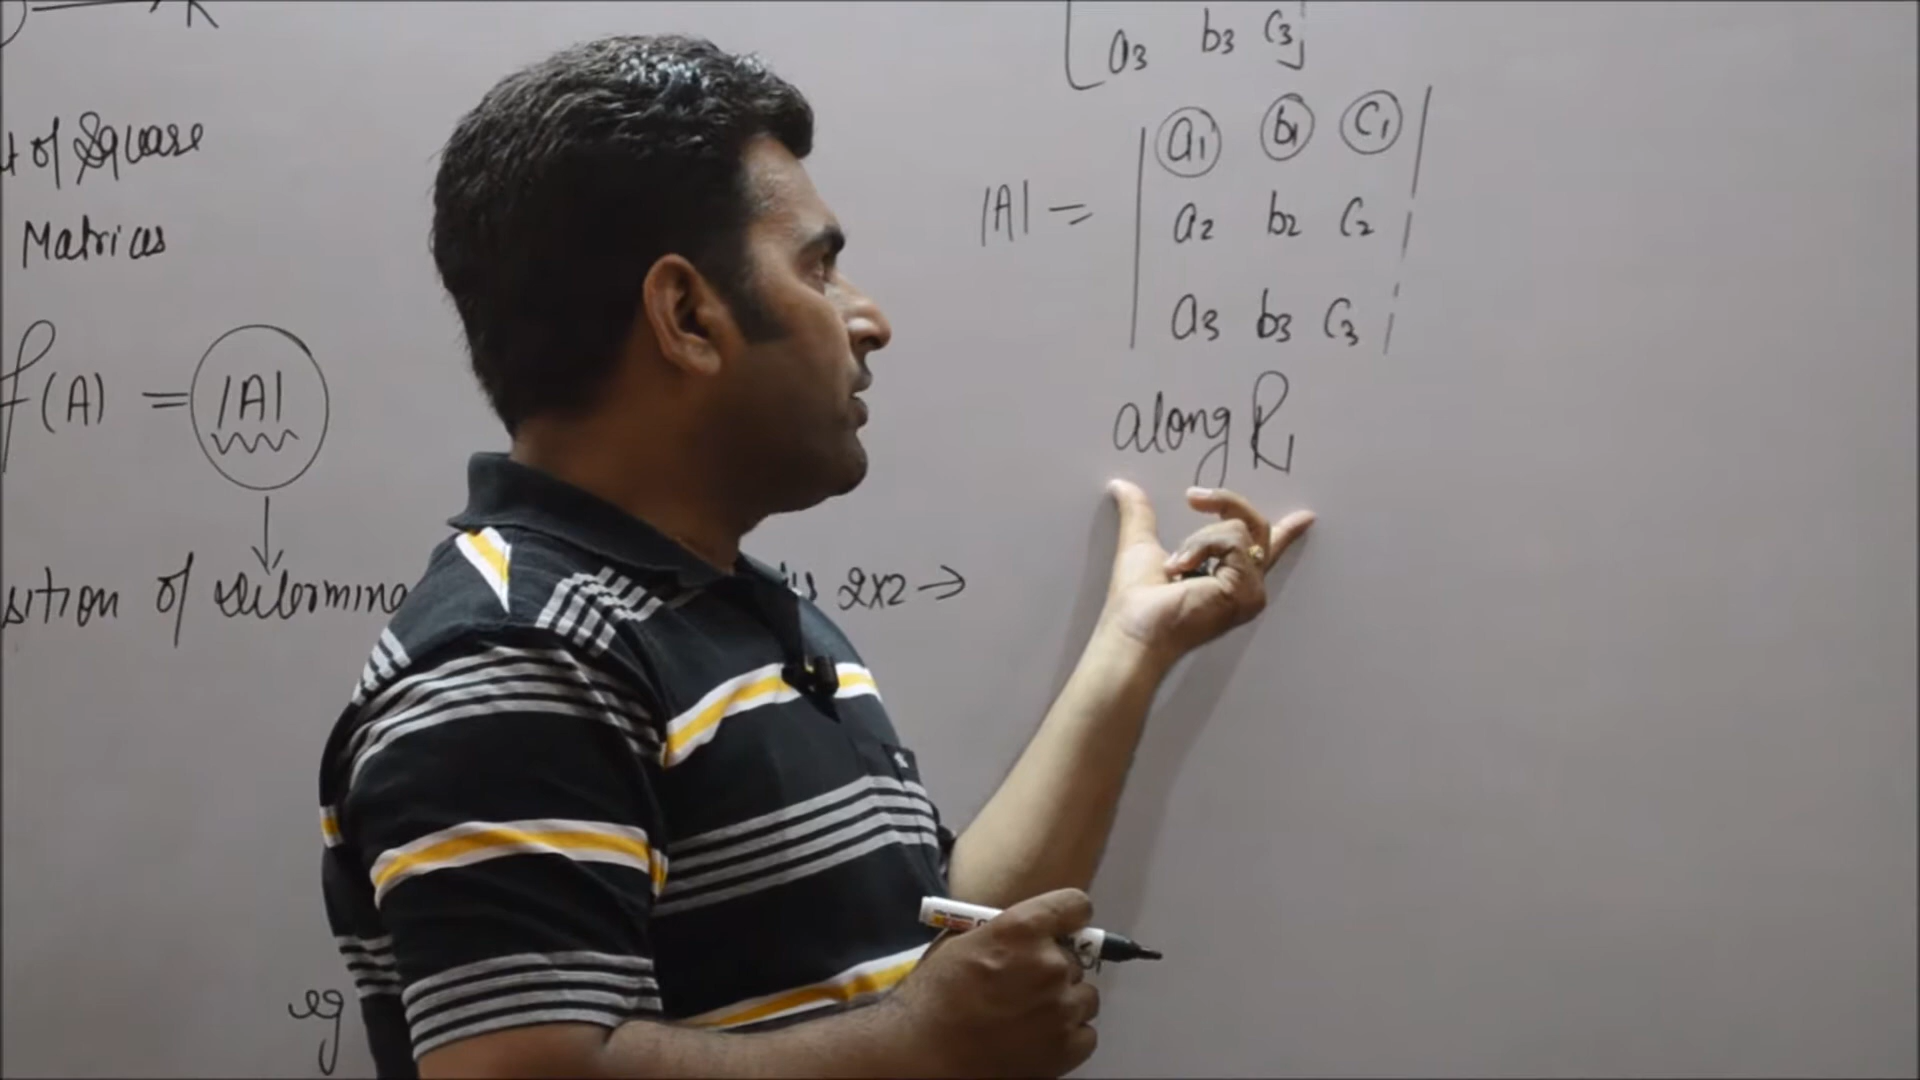 of Square
Matrices
f(A) = |A|
sition of determina
2x2 →
eg
a3 b3 c3
|A| =
a1 b1 c1
a2 b2 c2
a3 b3 c3
along R1